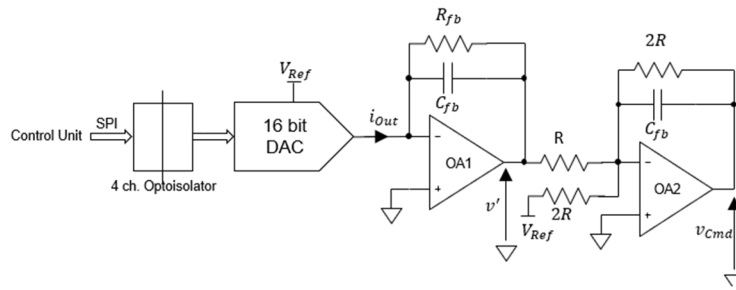 Control Unit
SPI
4 ch. Optoisolator
V_Ref
16 bit
DAC
i_Out
R_fb
C_fb
−
+
OA1
v'
R
2R
V_Ref
2R
C_fb
−
+
OA2
v_Cmd